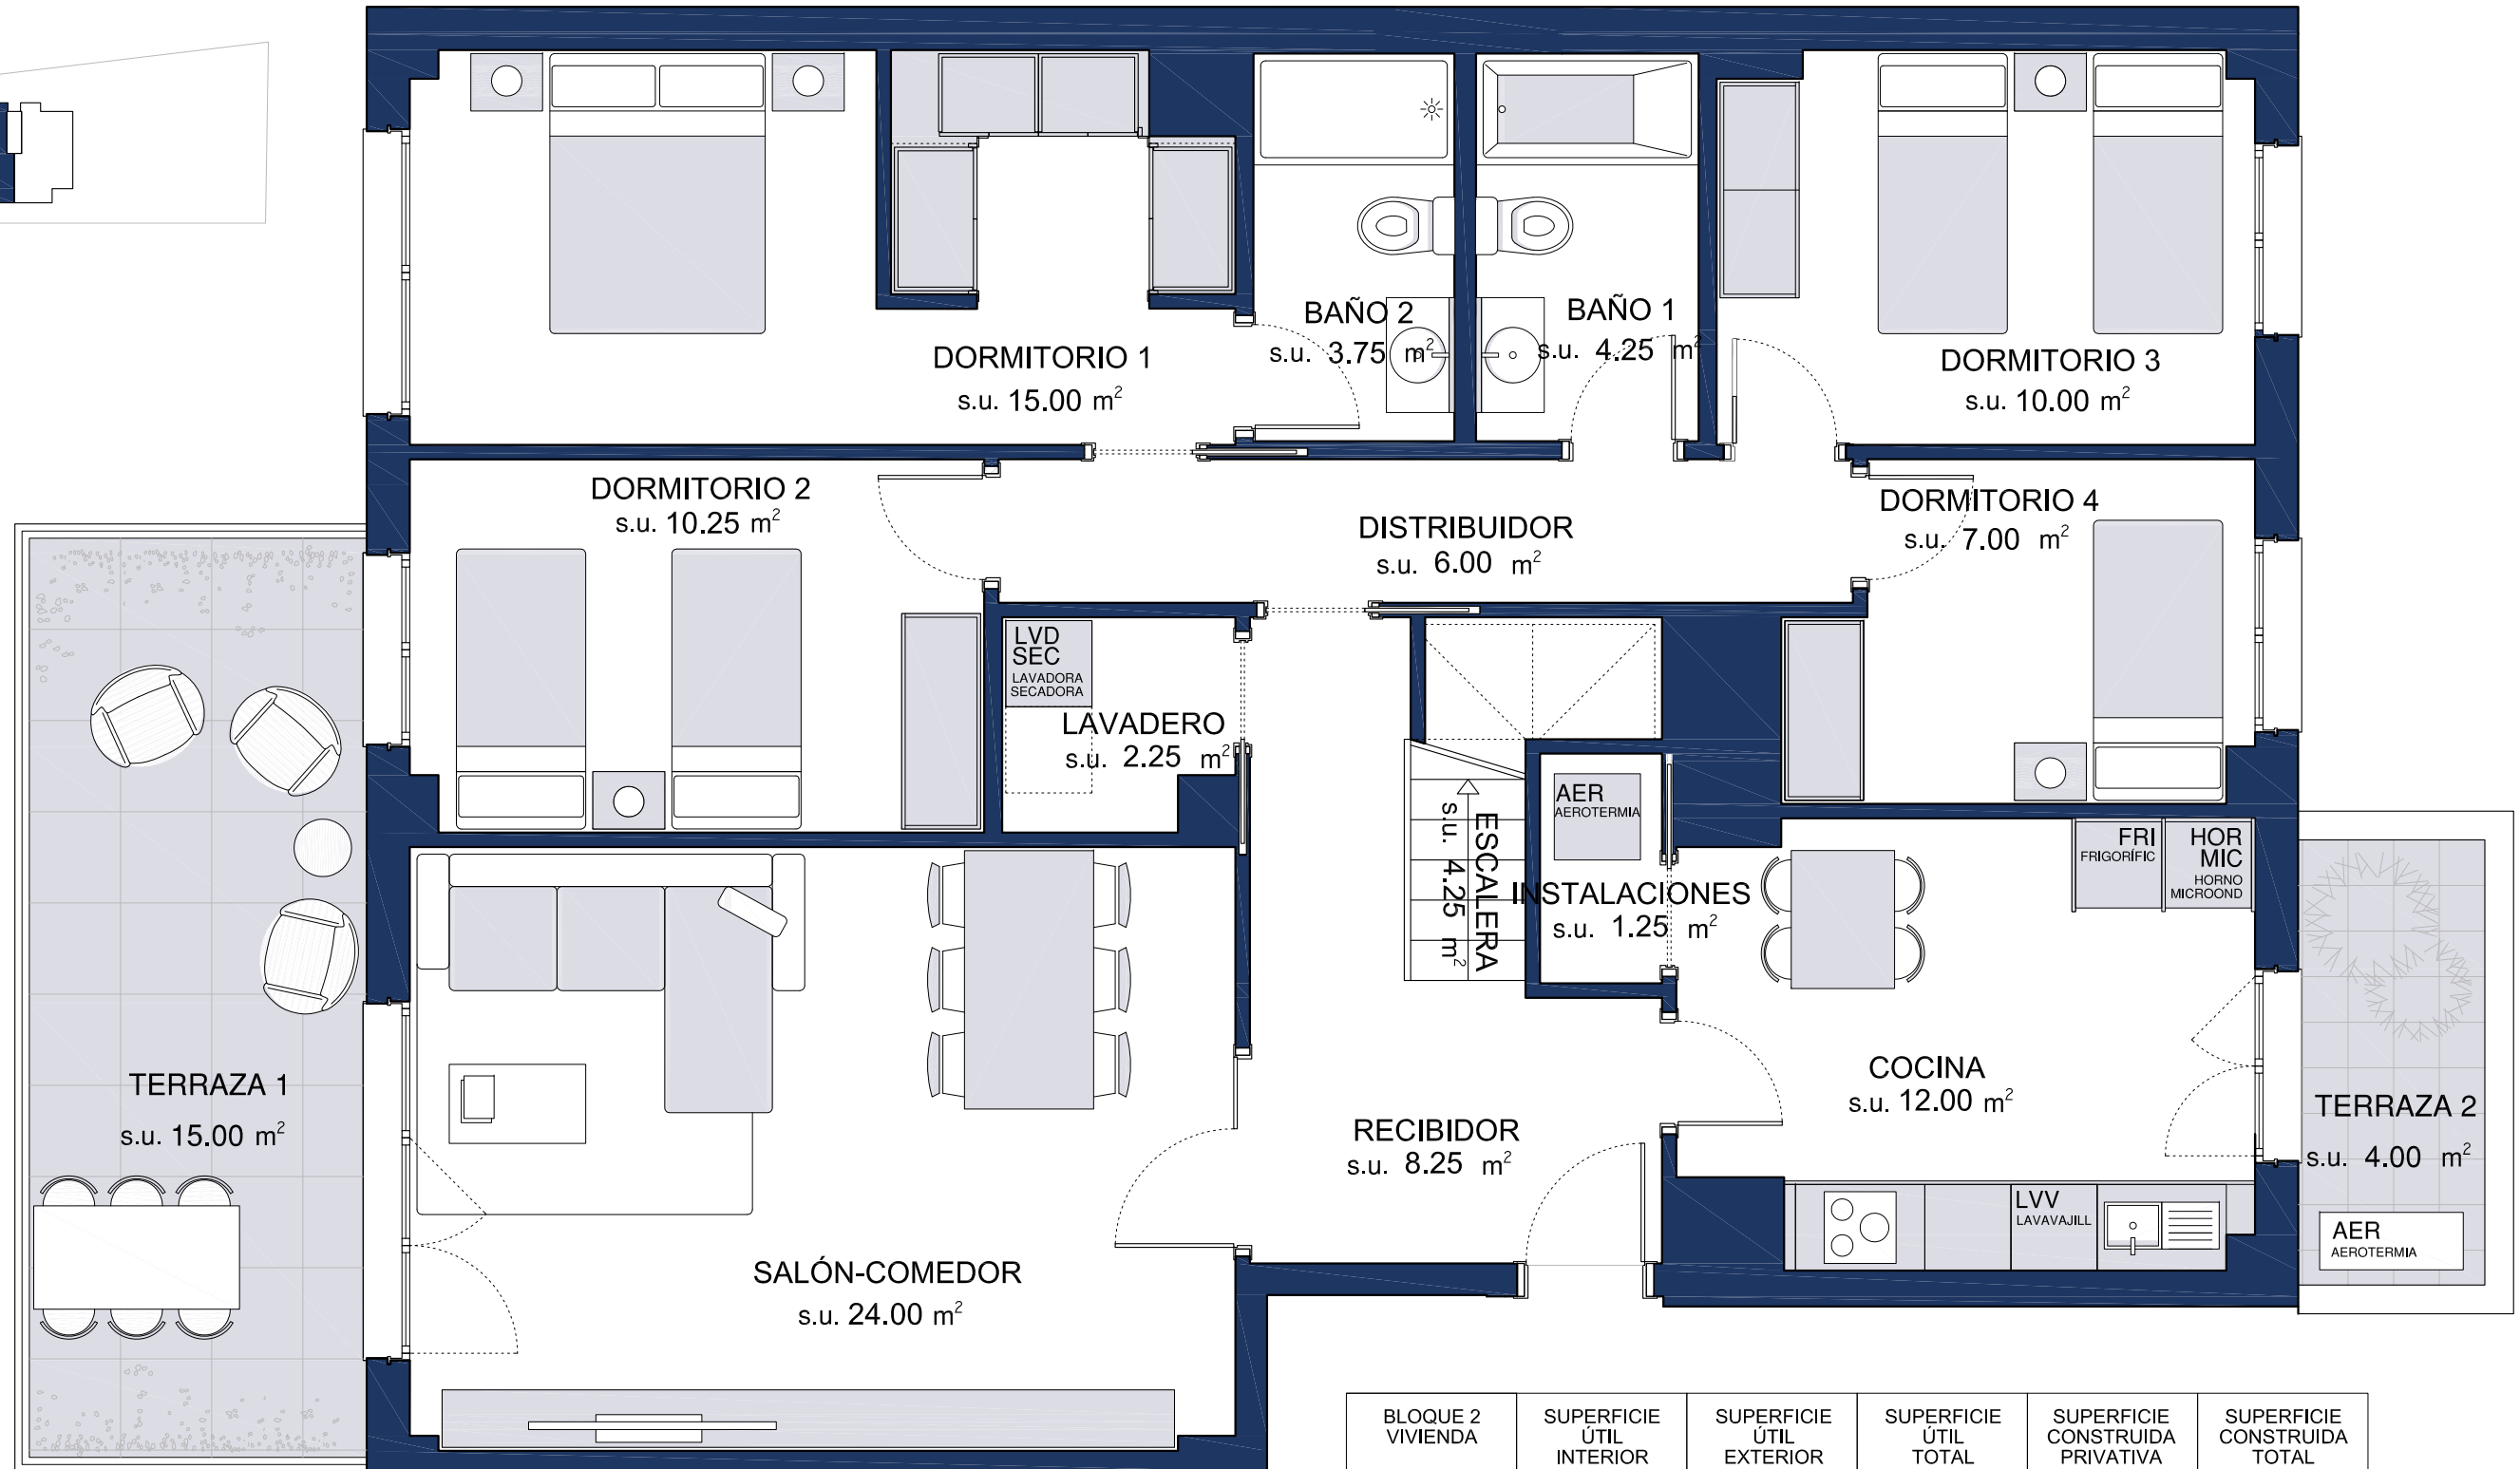 DORMITORIO 1
s.u. 15.00 m²
BAÑO 2
s.u. 3.75 m²
BAÑO 1
s.u. 4.25 m²
DORMITORIO 3
s.u. 10.00 m²
DORMITORIO 2
s.u. 10.25 m²
DISTRIBUIDOR
s.u. 6.00 m²
DORMITORIO 4
s.u. 7.00 m²
LVD
SEC
LAVADORA
SECADORA
LAVADERO
s.u. 2.25 m²
ESCALERA
s.u. 4.25 m²
AER
AEROTERMIA
INSTALACIONES
s.u. 1.25 m²
FRI
FRIGORÍFIC
HOR
MIC
HORNO
MICROOND
TERRAZA 1
s.u. 15.00 m²
COCINA
s.u. 12.00 m²
TERRAZA 2
s.u. 4.00 m²
RECIBIDOR
s.u. 8.25 m²
LVV
LAVAVAJILL
AER
AEROTERMIA
SALÓN-COMEDOR
s.u. 24.00 m²
BLOQUE 2
VIVIENDA
SUPERFICIE
ÚTIL
INTERIOR
SUPERFICIE
ÚTIL
EXTERIOR
SUPERFICIE
ÚTIL
TOTAL
SUPERFICIE
CONSTRUIDA
PRIVATIVA
SUPERFICIE
CONSTRUIDA
TOTAL